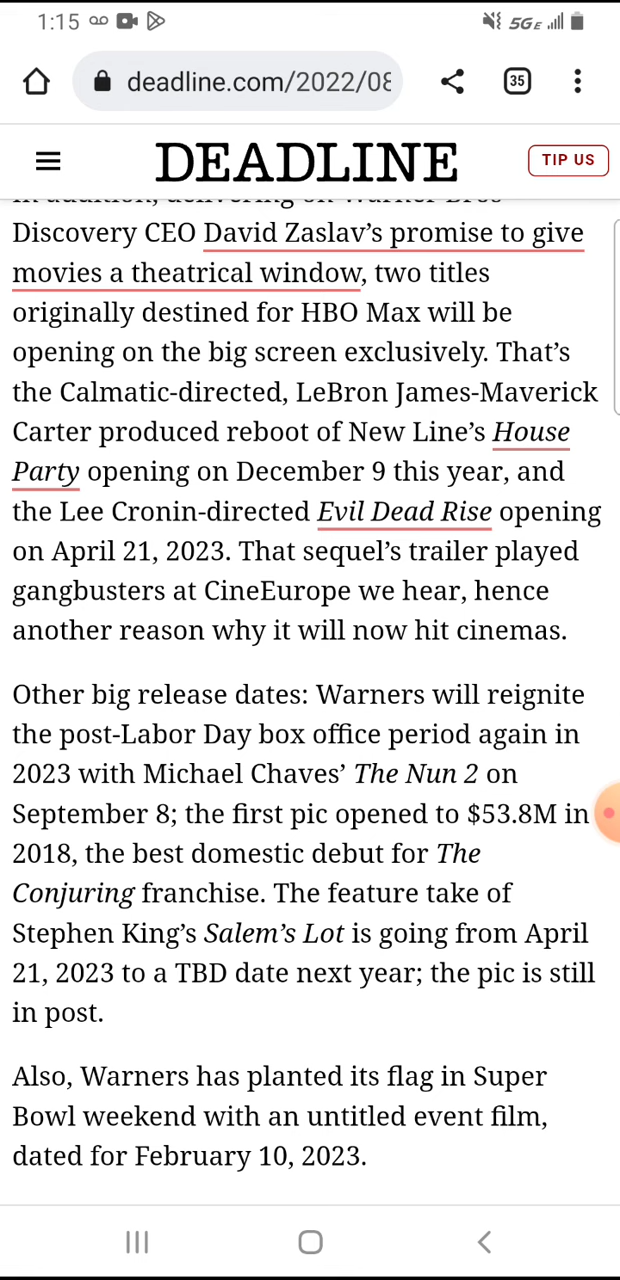 1:15
5GE
deadline.com/2022/08
35
DEADLINE
TIP US
In addition, delivering on Warner Bros
Discovery CEO David Zaslav’s promise to give
movies a theatrical window, two titles
originally destined for HBO Max will be
opening on the big screen exclusively. That’s
the Calmatic-directed, LeBron James-Maverick
Carter produced reboot of New Line’s House
Party opening on December 9 this year, and
the Lee Cronin-directed Evil Dead Rise opening
on April 21, 2023. That sequel’s trailer played
gangbusters at CineEurope we hear, hence
another reason why it will now hit cinemas.
Other big release dates: Warners will reignite
the post-Labor Day box office period again in
2023 with Michael Chaves’ The Nun 2 on
September 8; the first pic opened to $53.8M in
2018, the best domestic debut for The
Conjuring franchise. The feature take of
Stephen King’s Salem’s Lot is going from April
21, 2023 to a TBD date next year; the pic is still
in post.
Also, Warners has planted its flag in Super
Bowl weekend with an untitled event film,
dated for February 10, 2023.